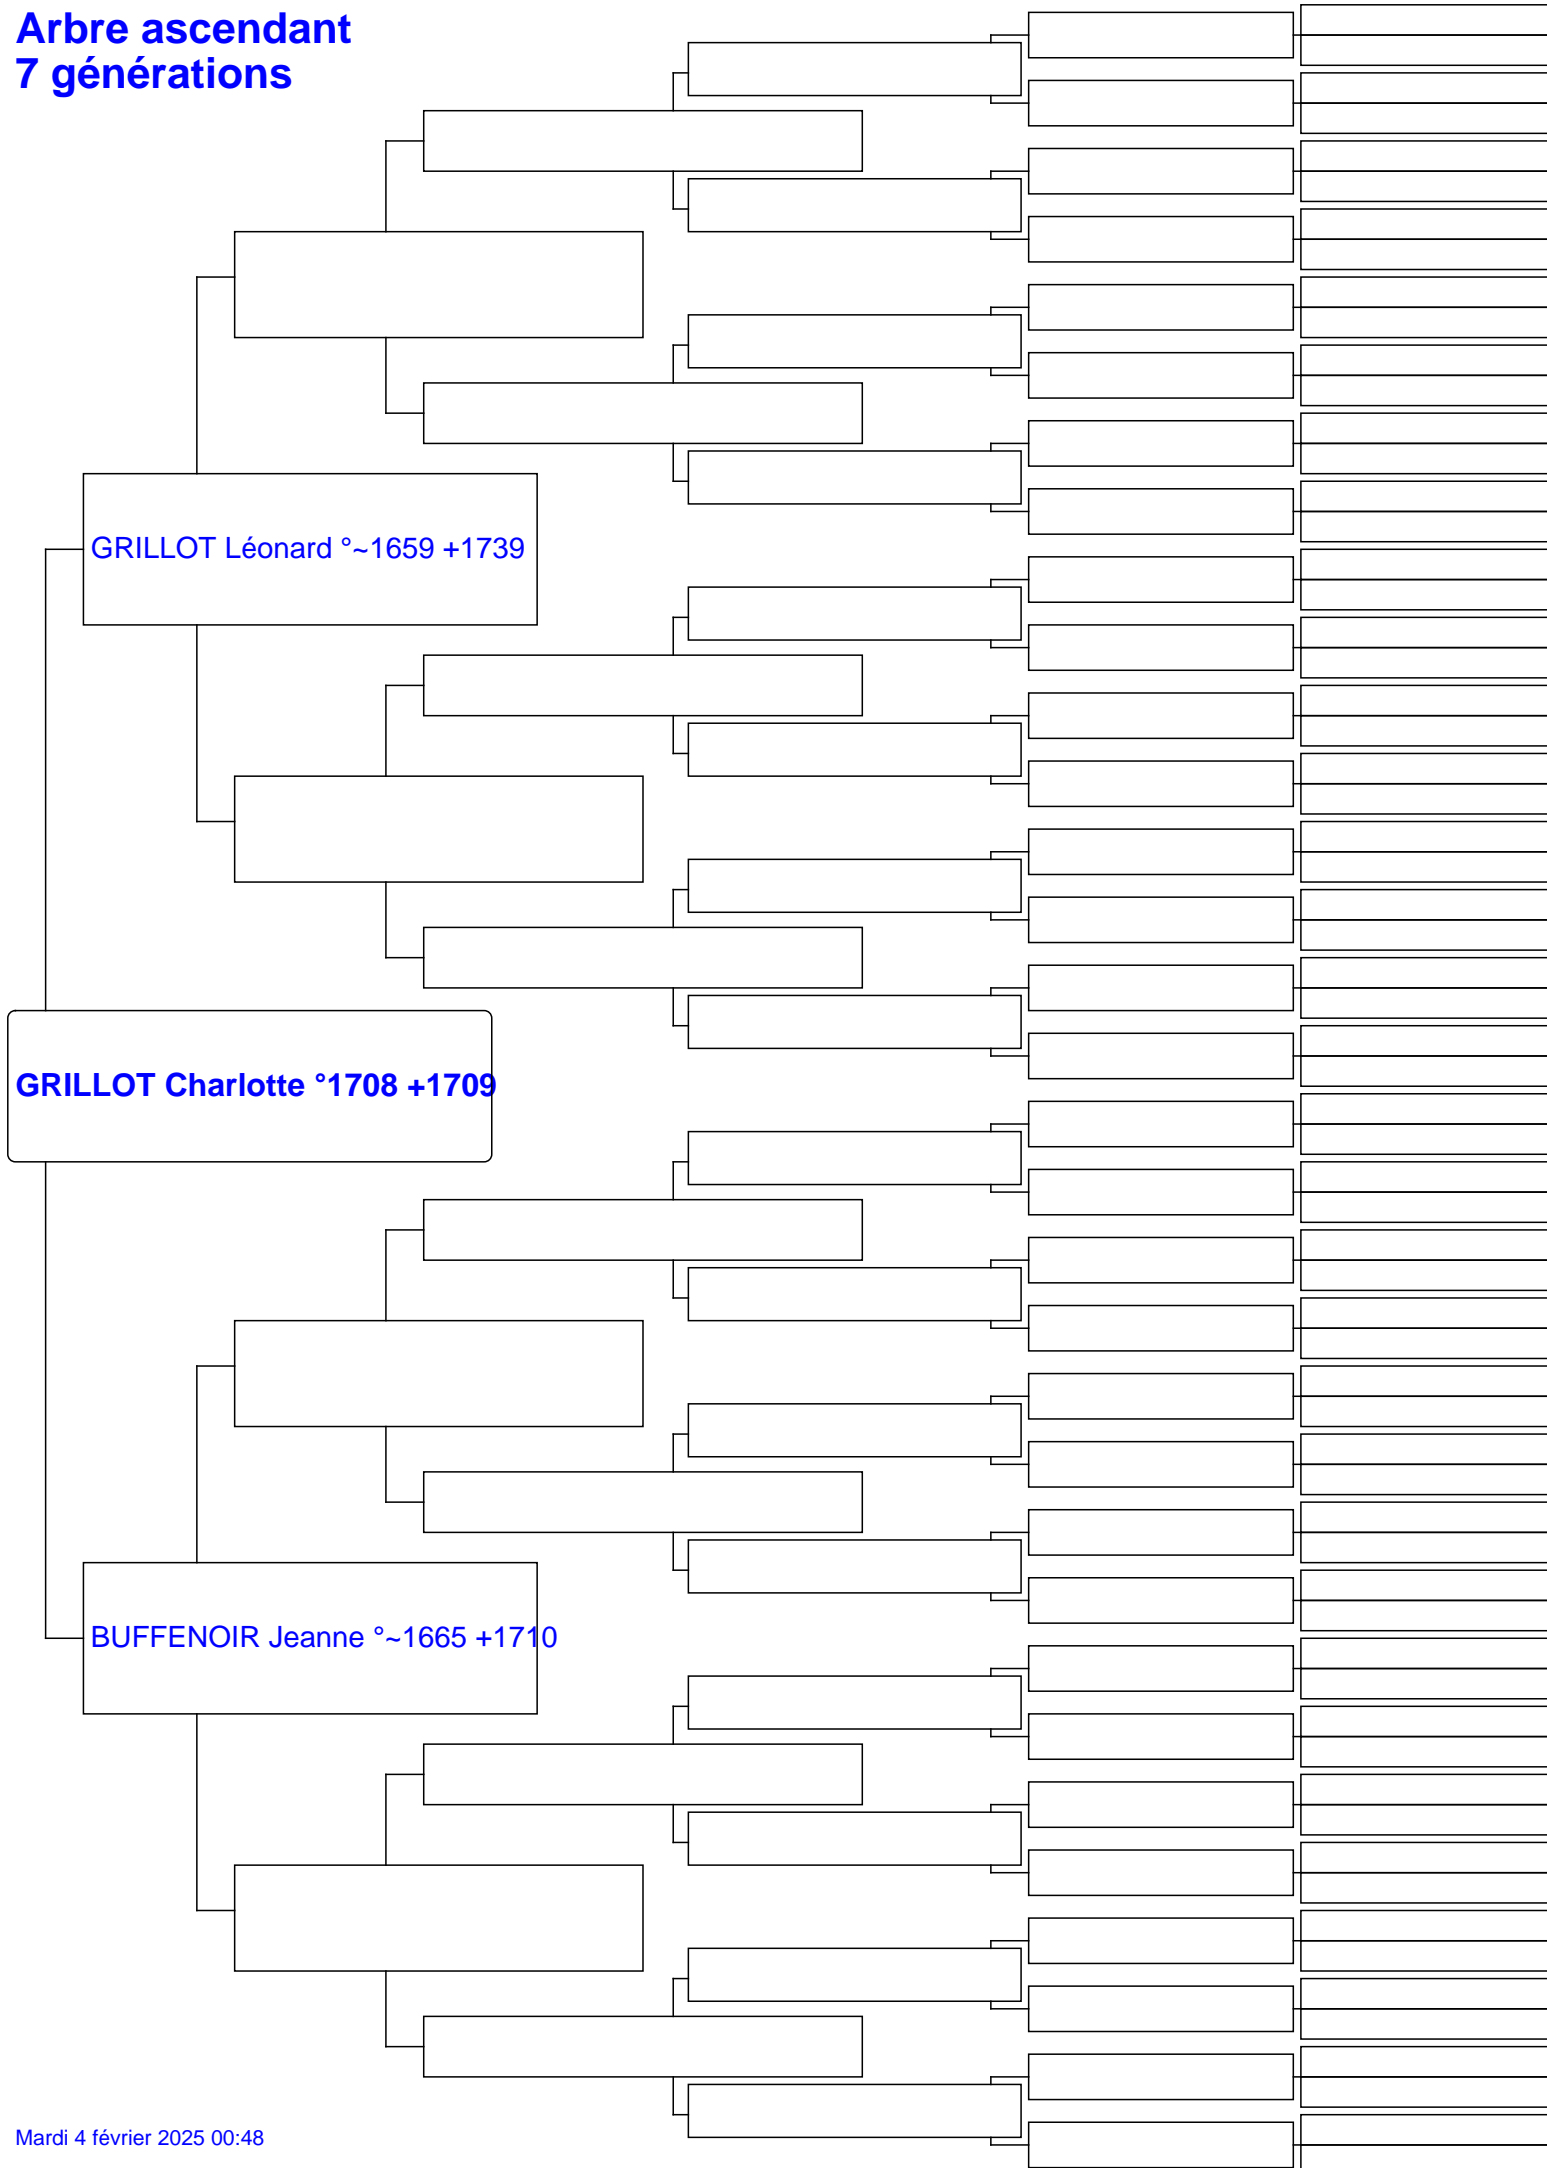 Arbre ascendant
7 générations
GRILLOT Léonard °~1659 +1739
GRILLOT Charlotte °1708 +1709
BUFFENOIR Jeanne °~1665 +1710
Mardi 4 février 2025 00:48